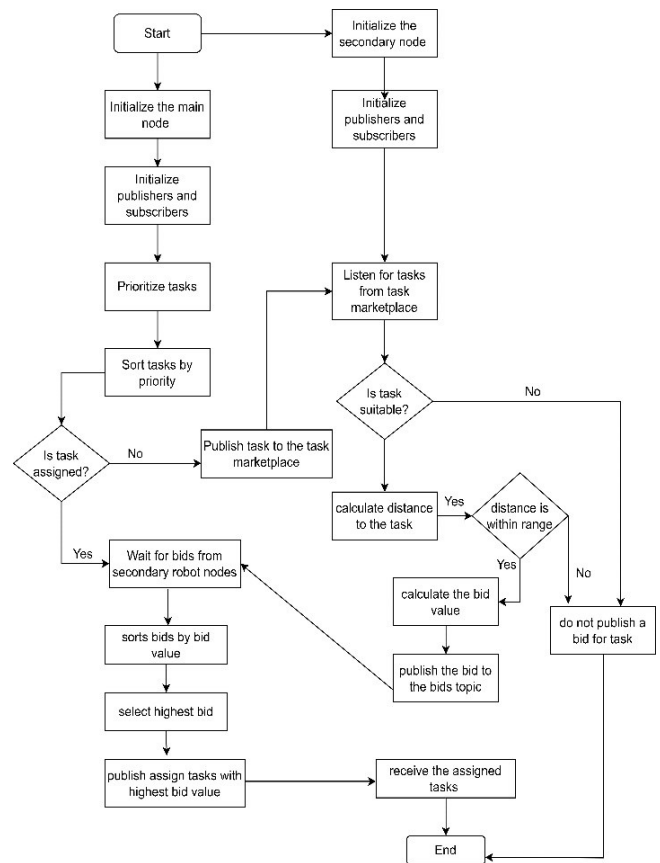 Start
Initialize the
secondary node
Initialize the main
node
Initialize
publishers and
subscribers
Initialize
publishers and
subscribers
Prioritize tasks
Listen for tasks
from task
marketplace
Sort tasks by
priority
Is task
suitable?
No
Is task
assigned?
No
Publish task to the task
marketplace
calculate distance
to the task
Yes
distance is
within range
Yes
Wait for bids from
secondary robot nodes
Yes
No
calculate the bid
value
do not publish a
bid for task
sorts bids by bid
value
publish the bid to
the bids topic
select highest bid
publish assign tasks with
highest bid value
receive the assigned
tasks
End